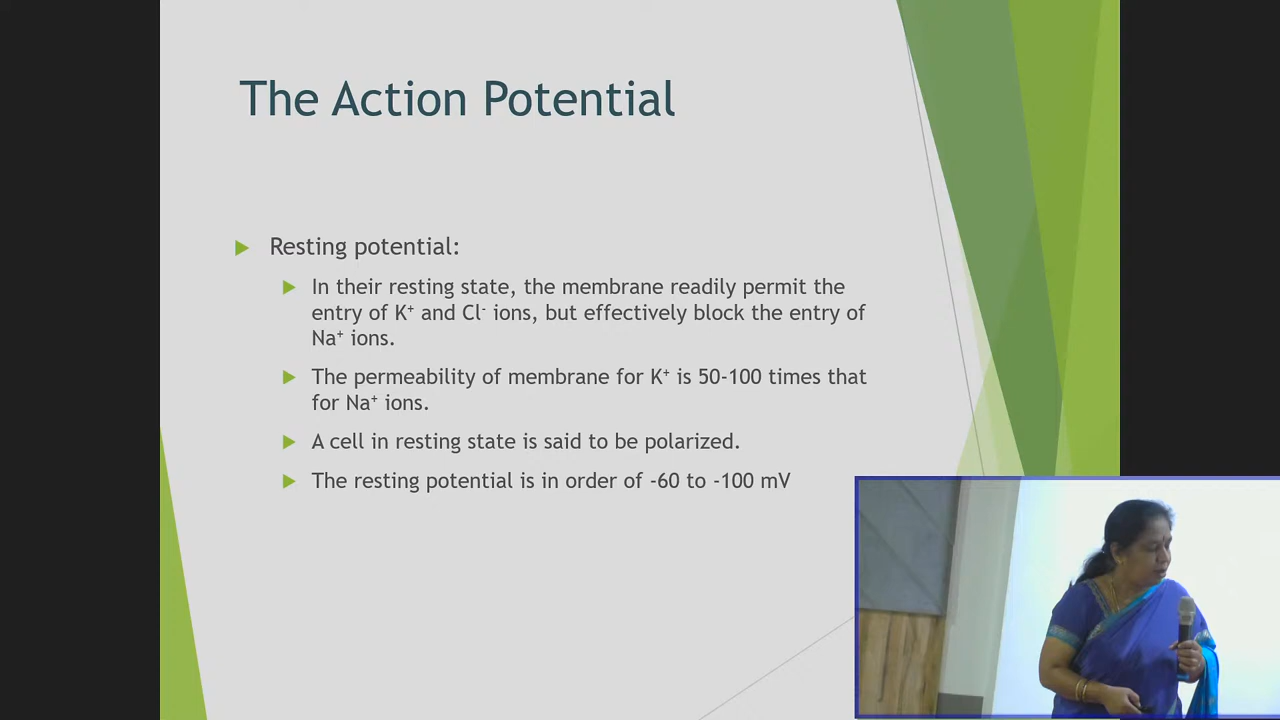 The Action Potential
Resting potential:
In their resting state, the membrane readily permit the
entry of K⁺ and Cl⁻ ions, but effectively block the entry of
Na⁺ ions.
The permeability of membrane for K⁺ is 50-100 times that
for Na⁺ ions.
A cell in resting state is said to be polarized.
The resting potential is in order of -60 to -100 mV